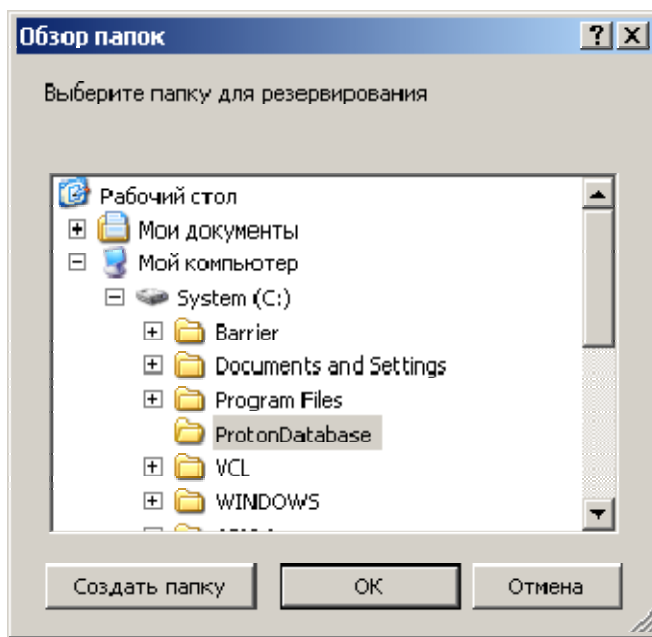 Обзор папок
Выберите папку для резервирования
Рабочий стол
Мои документы
Мой компьютер
System (C:)
Barrier
Documents and Settings
Program Files
ProtonDatabase
VCL
WINDOWS
Создать папку
ОК
Отмена